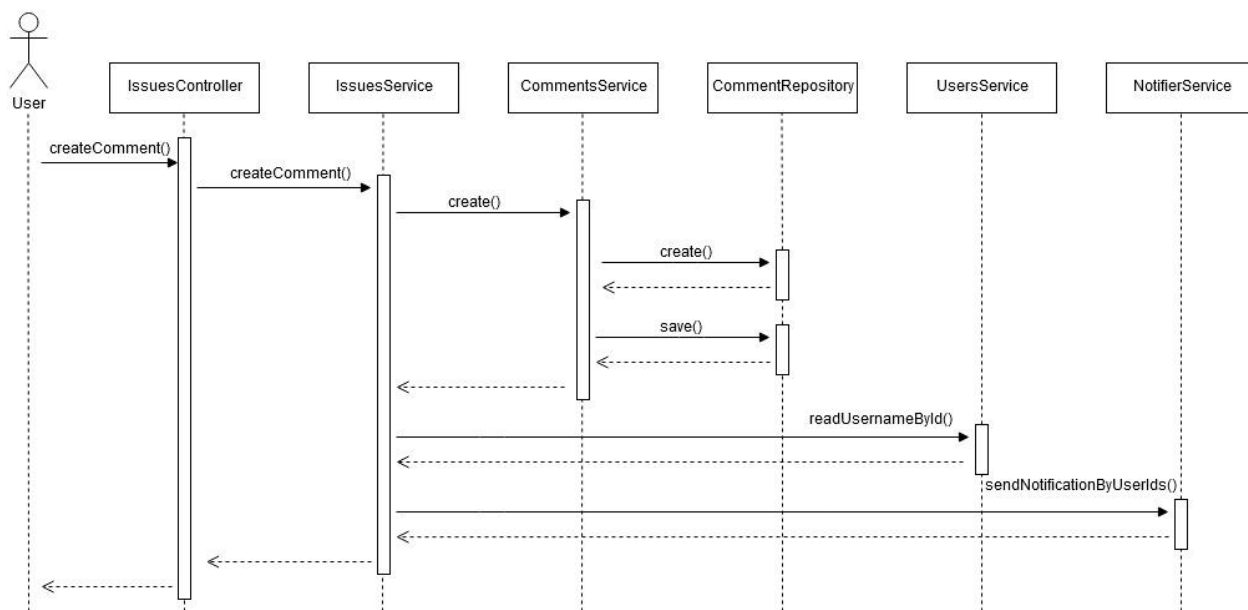 User
IssuesController
IssuesService
CommentsService
CommentRepository
UsersService
NotifierService
createComment()
createComment()
create()
create()
save()
readUsernameById()
sendNotificationByUserIds()